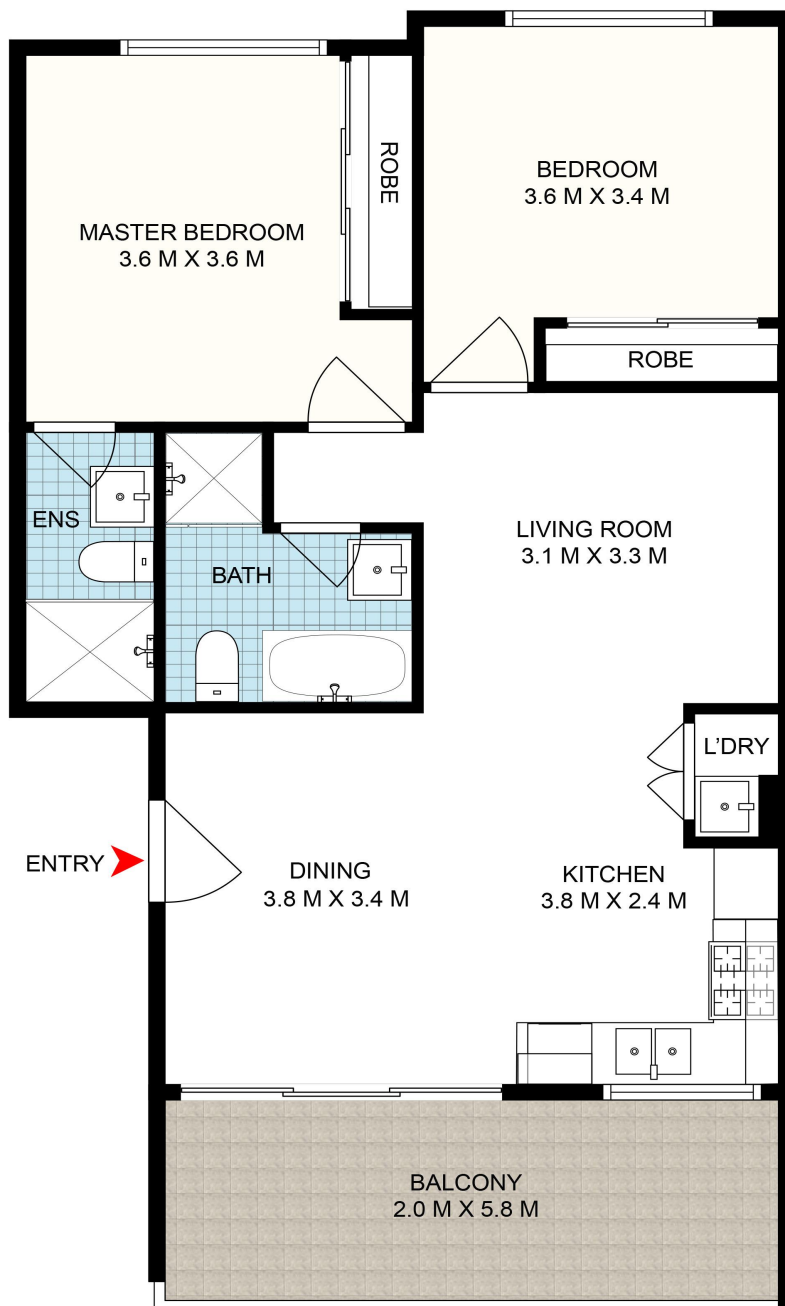 ROBE
BEDROOM
3.6 M X 3.4 M
MASTER BEDROOM
3.6 M X 3.6 M
ROBE
ENS
BATH
LIVING ROOM
3.1 M X 3.3 M
L'DRY
ENTRY
DINING
3.8 M X 3.4 M
KITCHEN
3.8 M X 2.4 M
BALCONY
2.0 M X 5.8 M